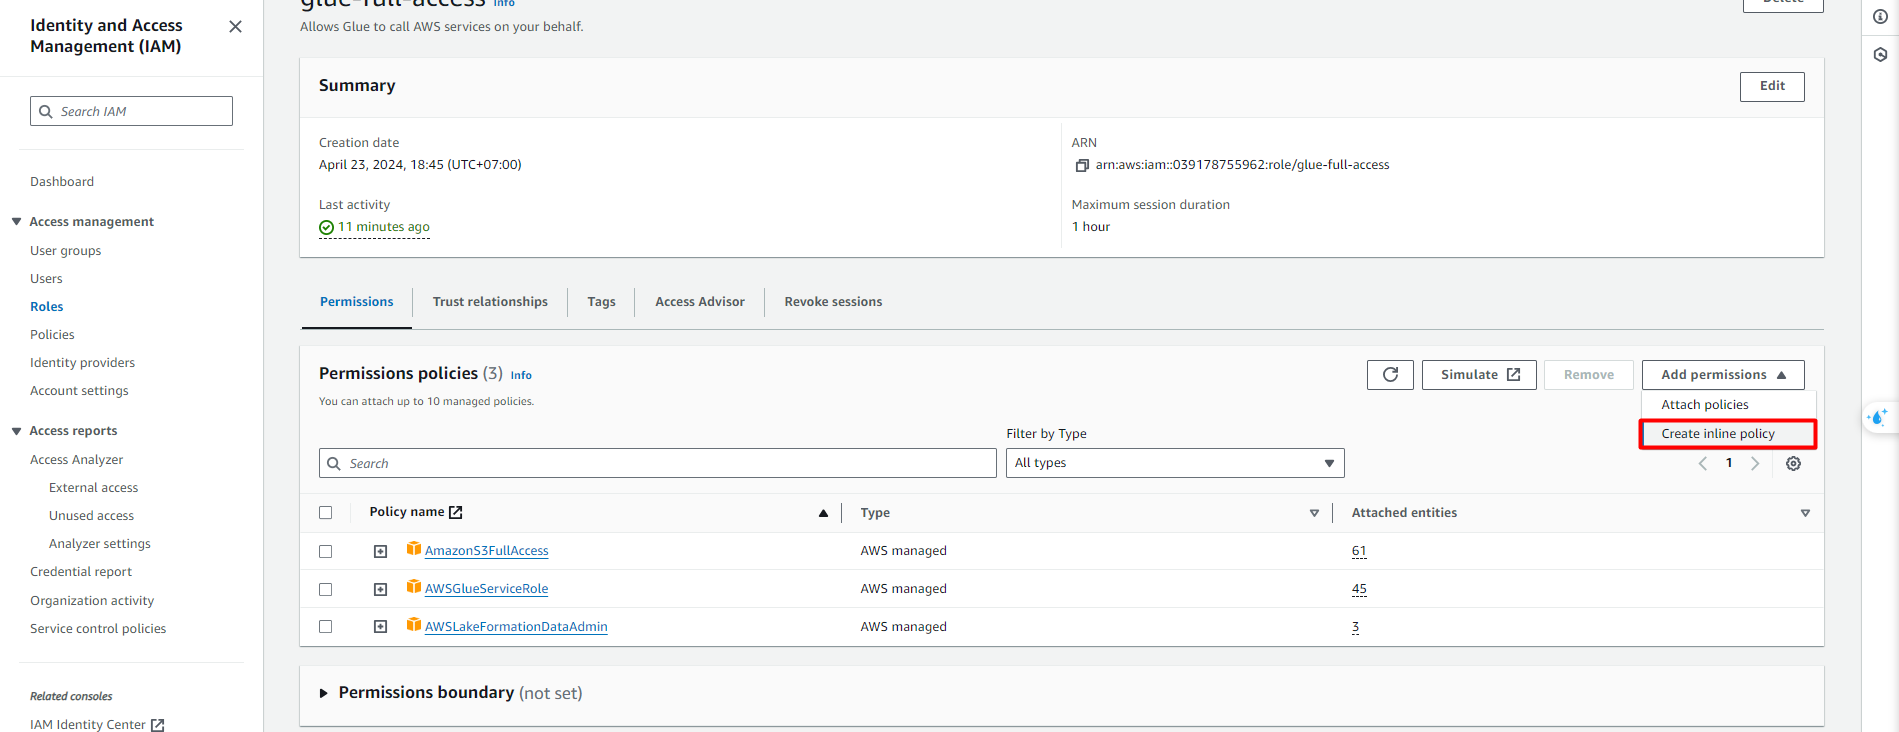 Identity and Access
Management (IAM)
Search IAM
Dashboard
Access management
User groups
Users
Roles
Policies
Identity providers
Account settings
Access reports
Access Analyzer
External access
Unused access
Analyzer settings
Credential report
Organization activity
Service control policies
Related consoles
IAM Identity Center
glue-full-access Info
Delete
Allows Glue to call AWS services on your behalf.
Summary
Edit
Creation date
April 23, 2024, 18:45 (UTC+07:00)
Last activity
11 minutes ago
ARN
arn:aws:iam::039178755962:role/glue-full-access
Maximum session duration
1 hour
Permissions Trust relationships Tags Access Advisor Revoke sessions
Permissions policies (3) Info
Simulate Remove Add permissions
You can attach up to 10 managed policies.
Attach policies
Create inline policy
Filter by Type
Search
All types
1
Policy name Type Attached entities
AmazonS3FullAccess AWS managed 61
AWSGlueServiceRole AWS managed 45
AWSLakeFormationDataAdmin AWS managed 3
Permissions boundary (not set)